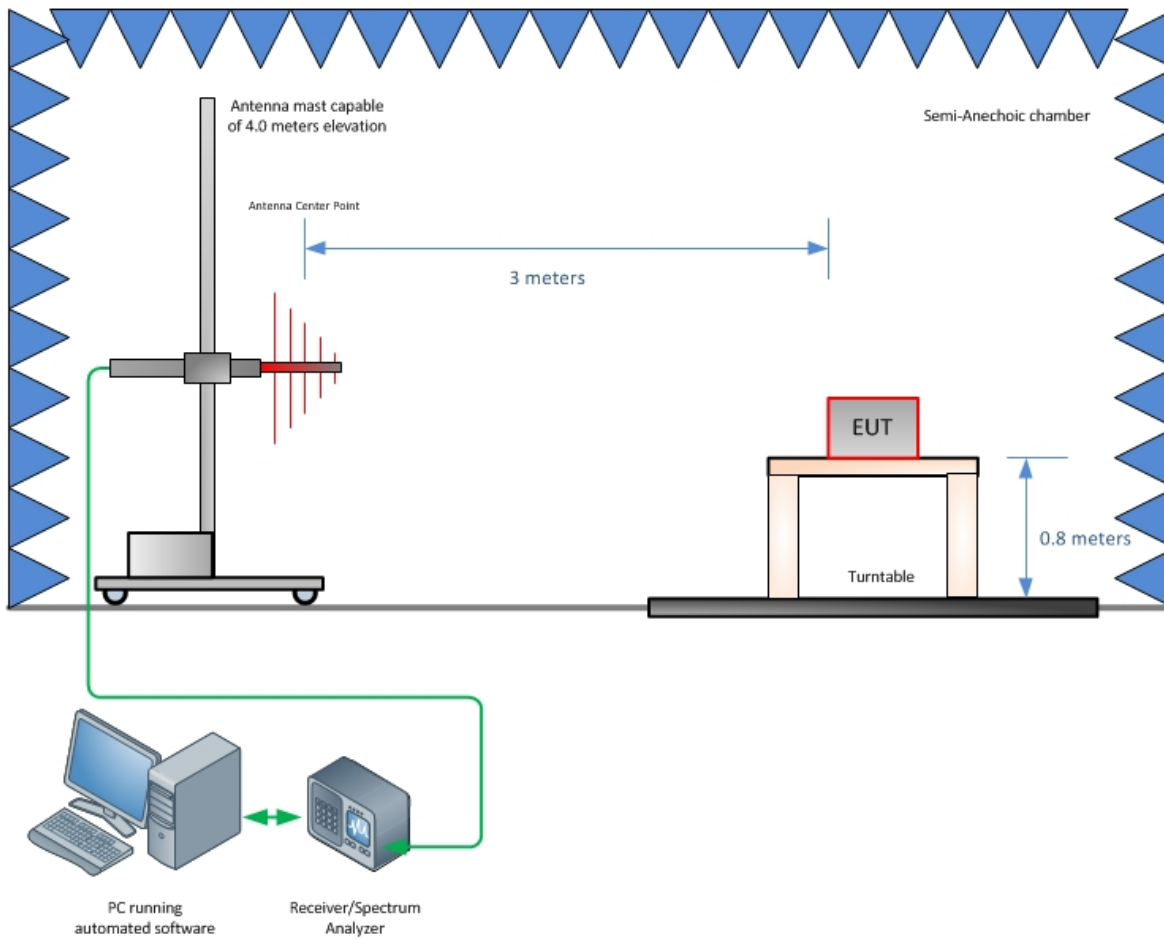 Antenna mast capable
of 4.0 meters elevation
Semi-Anechoic chamber
Antenna Center Point
3 meters
EUT
0.8 meters
Turntable
PC running
automated software
Receiver/Spectrum
Analyzer